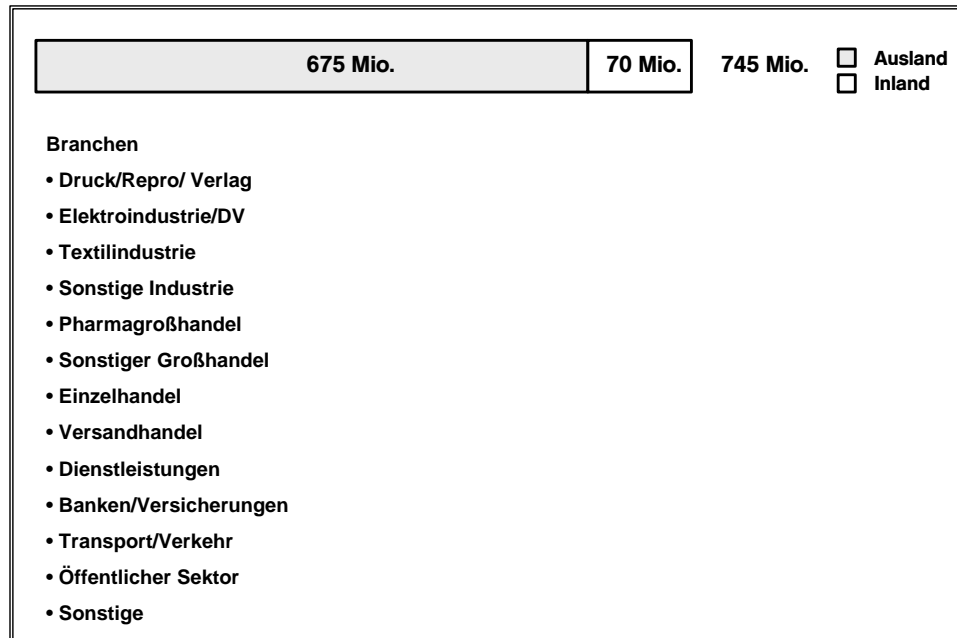 675 Mio. 70 Mio. 745 Mio. Ausland
Inland
Branchen
• Druck/Repro/ Verlag
• Elektroindustrie/DV
• Textilindustrie
• Sonstige Industrie
• Pharmagroßhandel
• Sonstiger Großhandel
• Einzelhandel
• Versandhandel
• Dienstleistungen
• Banken/Versicherungen
• Transport/Verkehr
• Öffentlicher Sektor
• Sonstige